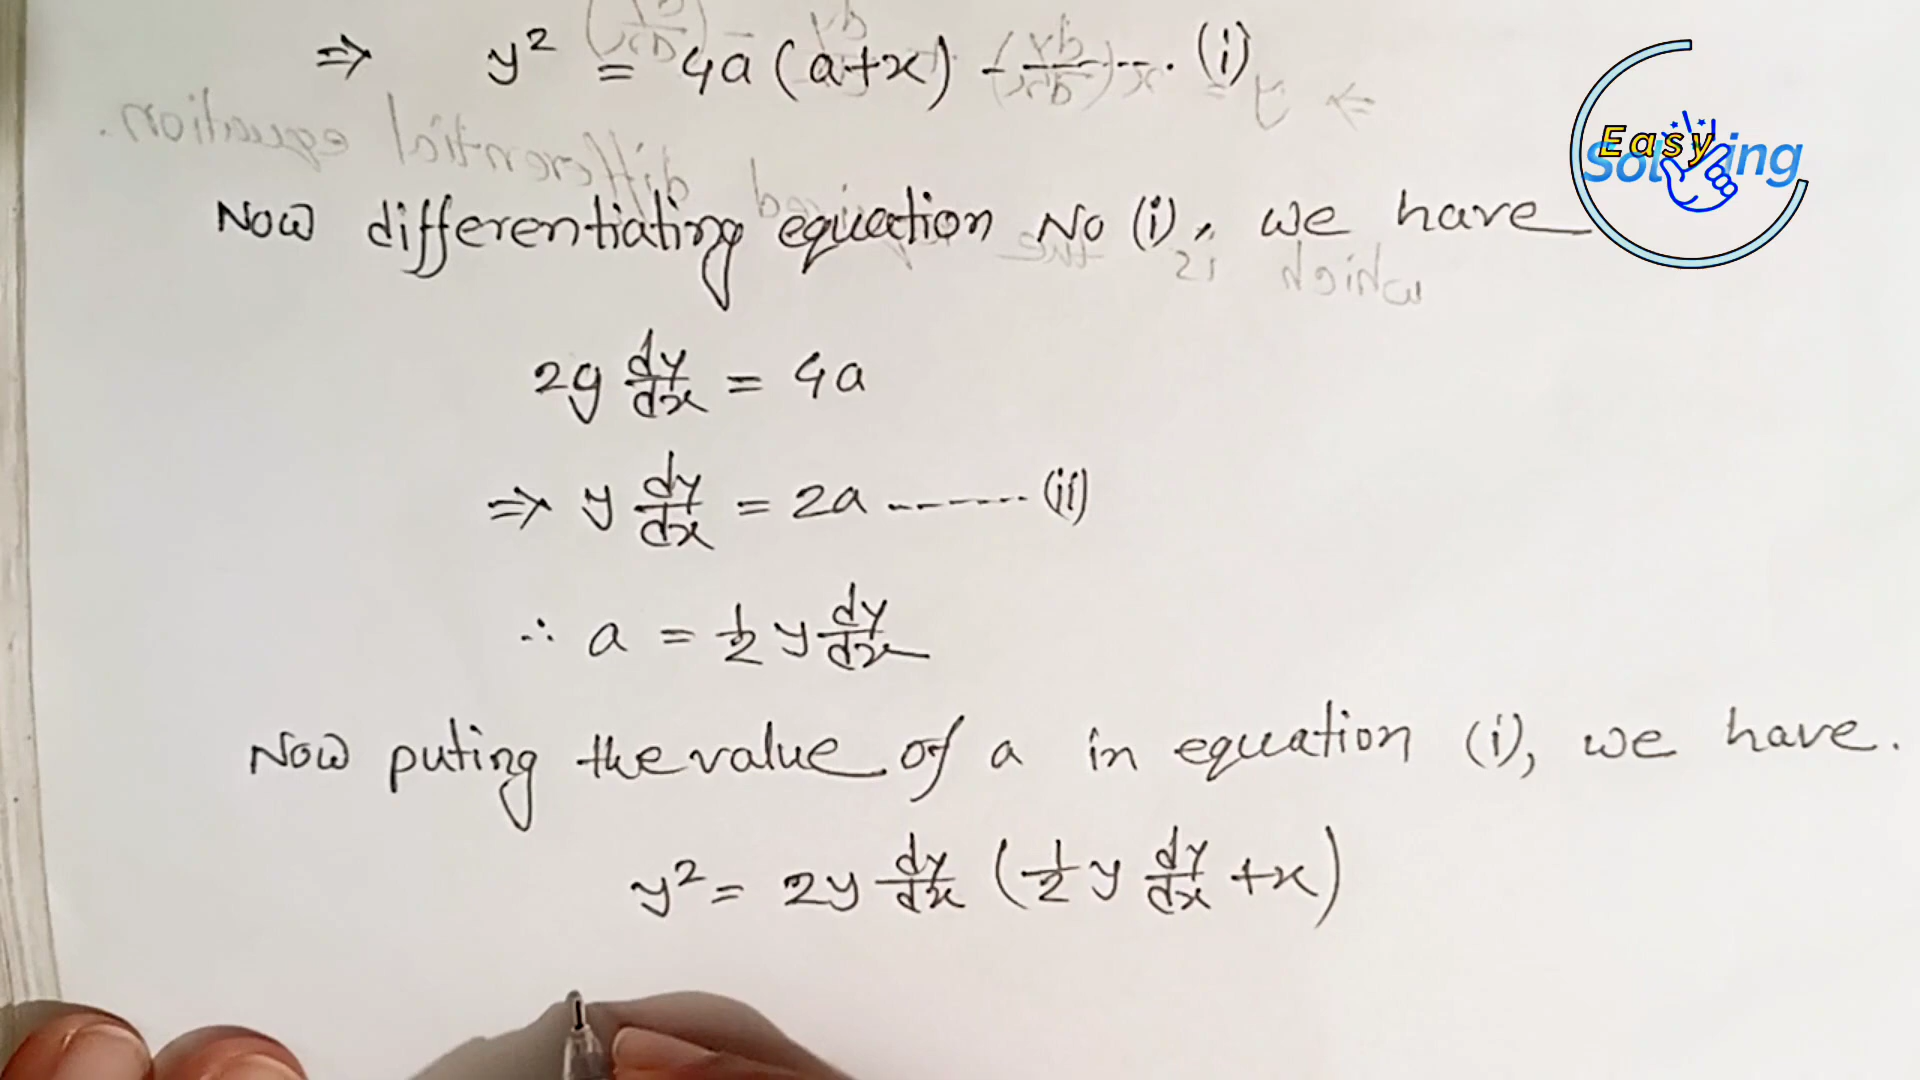 ⇒ y² = 4a (a+x) ------- (i)
Easy
Solving
Now differentiating equation No (i), we have
2y dy/dx = 4a
⇒ y dy/dx = 2a ------- (ii)
∴ a = 1/2 y dy/dx
Now puting the value of a in equation (i), we have.
y² = 2y dy/dx (1/2 y dy/dx + x)